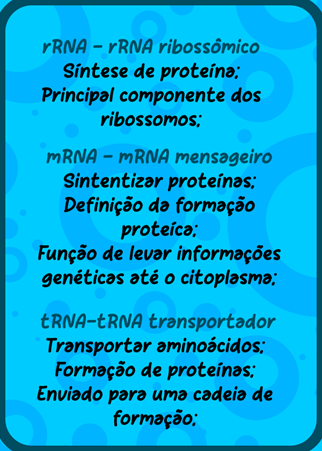 rRNA - rRNA ribossômico
Síntese de proteína;
Principal componente dos
ribossomos;
mRNA - mRNA mensageiro
Sintentizar proteínas;
Definição da formação
proteíca;
Função de levar informações
genéticas até o citoplasma;
tRNA-tRNA transportador
Transportar aminoácidos;
Formação de proteínas;
Enviado para uma cadeia de
formação;